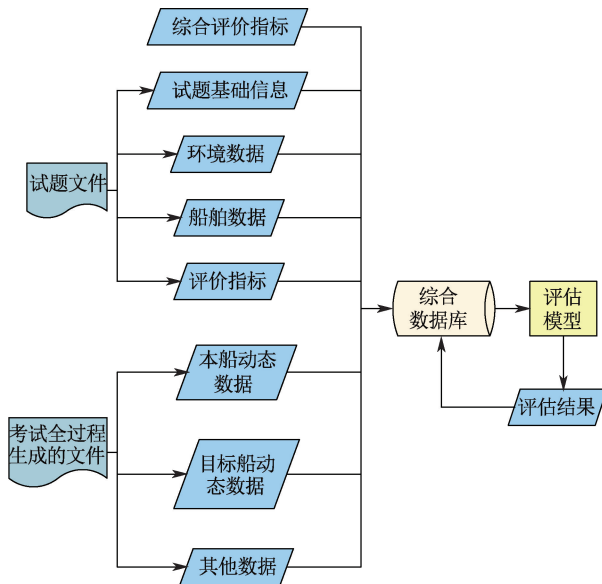 综合评价指标
试题基础信息
环境数据
试题文件
船舶数据
评价指标
综合
数据库
评估
模型
本船动态
数据
评估结果
考试全过程
生成的文件
目标船动
态数据
其他数据